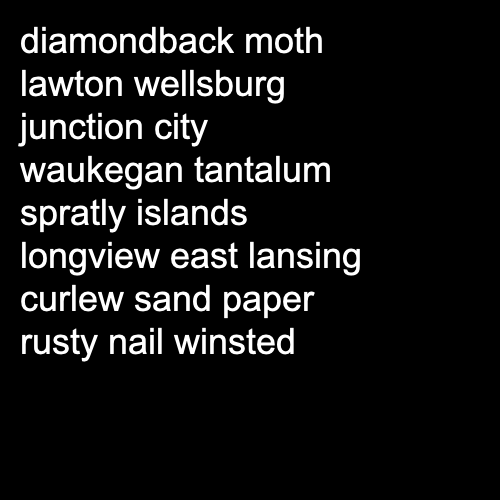 diamondback moth
lawton wellsburg
junction city
waukegan tantalum
spratly islands
longview east lansing
curlew sand paper
rusty nail winsted